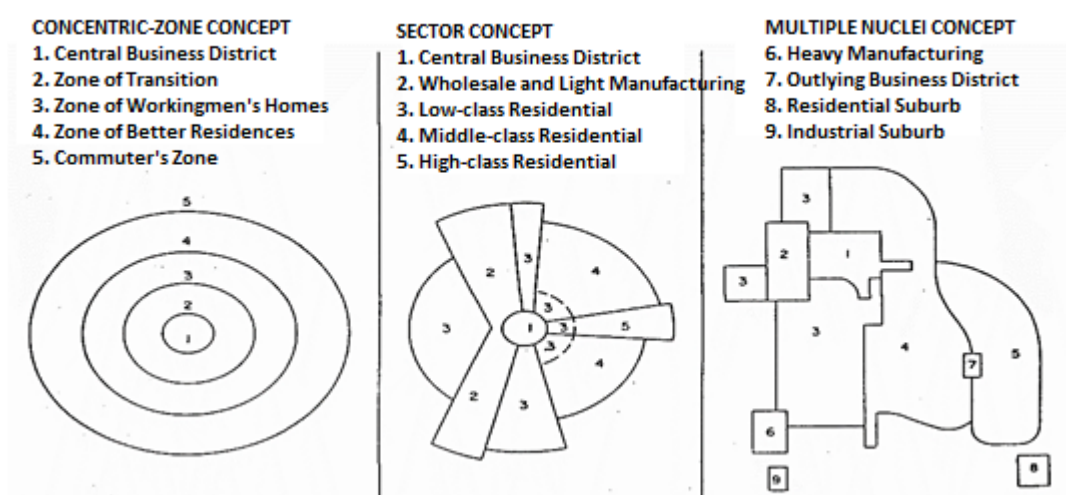 CONCENTRIC-ZONE CONCEPT
1. Central Business District
2. Zone of Transition
3. Zone of Workingmen's Homes
4. Zone of Better Residences
5. Commuter's Zone
5
4
3
2
1
SECTOR CONCEPT
1. Central Business District
2. Wholesale and Light Manufacturing
3. Low-class Residential
4. Middle-class Residential
5. High-class Residential
3
2
4
3
3
1
3
5
3
4
2
3
MULTIPLE NUCLEI CONCEPT
6. Heavy Manufacturing
7. Outlying Business District
8. Residential Suburb
9. Industrial Suburb
3
2
1
3
3
4
5
7
6
8
9